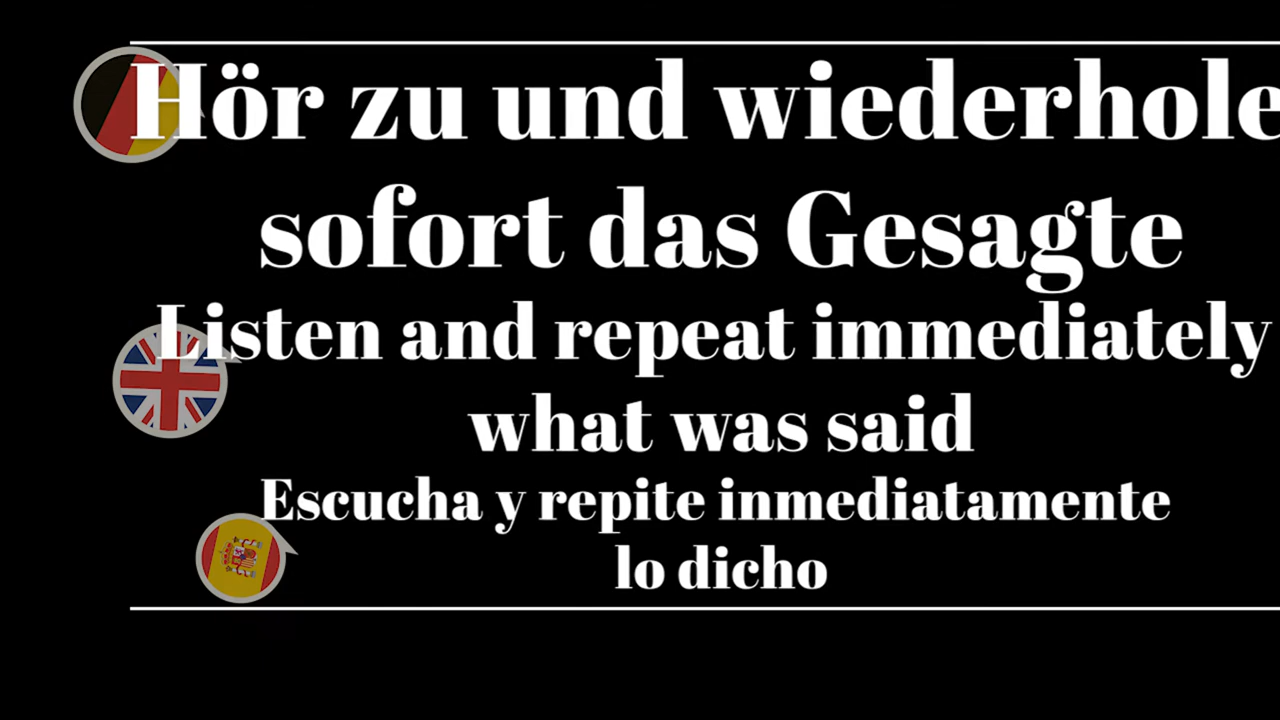 Hör zu und wiederhole
sofort das Gesagte
Listen and repeat immediately
what was said
Escucha y repite inmediatamente
lo dicho